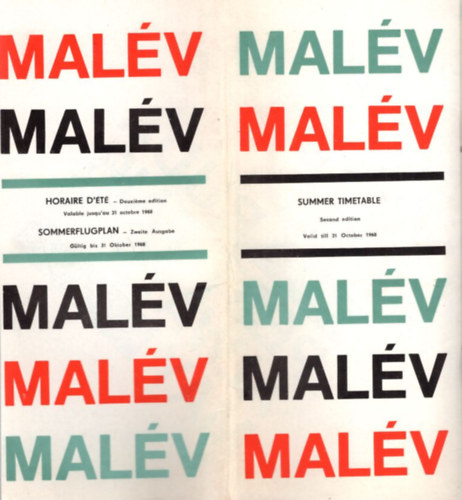 MALÉV
MALÉV
HORAIRE D'ÉTÉ – Deuxième edition
Valable jusqu'au 31 octobre 1968
SOMMERFLUGPLAN – Zweite Ausgabe
Gültig bis 31 Oktober 1968
MALÉV
MALÉV
MALÉV
MALÉV
MALÉV
SUMMER TIMETABLE
Second edition
Valid till 31 October 1968
MALÉV
MALÉV
MALÉV